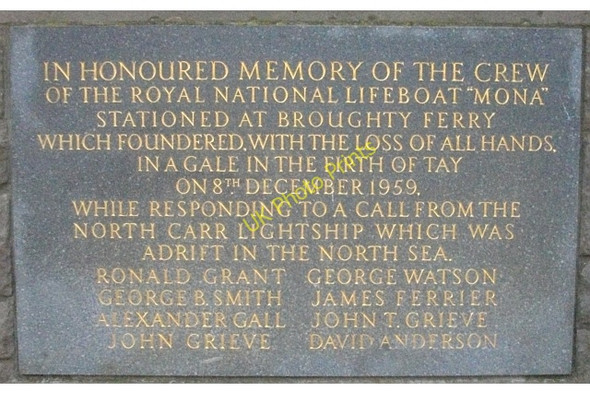 IN HONOURED MEMORY OF THE CREW
OF THE ROYAL NATIONAL LIFEBOAT "MONA"
STATIONED AT BROUGHTY FERRY
WHICH FOUNDERED, WITH THE LOSS OF ALL HANDS,
IN A GALE IN THE FIRTH OF TAY
ON 8TH DECEMBER 1959,
WHILE RESPONDING TO A CALL FROM THE
NORTH CARR LIGHTSHIP WHICH WAS
ADRIFT IN THE NORTH SEA.
RONALD GRANT GEORGE WATSON
GEORGE B. SMITH JAMES FERRIER
ALEXANDER GALL JOHN T. GRIEVE
JOHN GRIEVE DAVID ANDERSON
UK Photo Prints